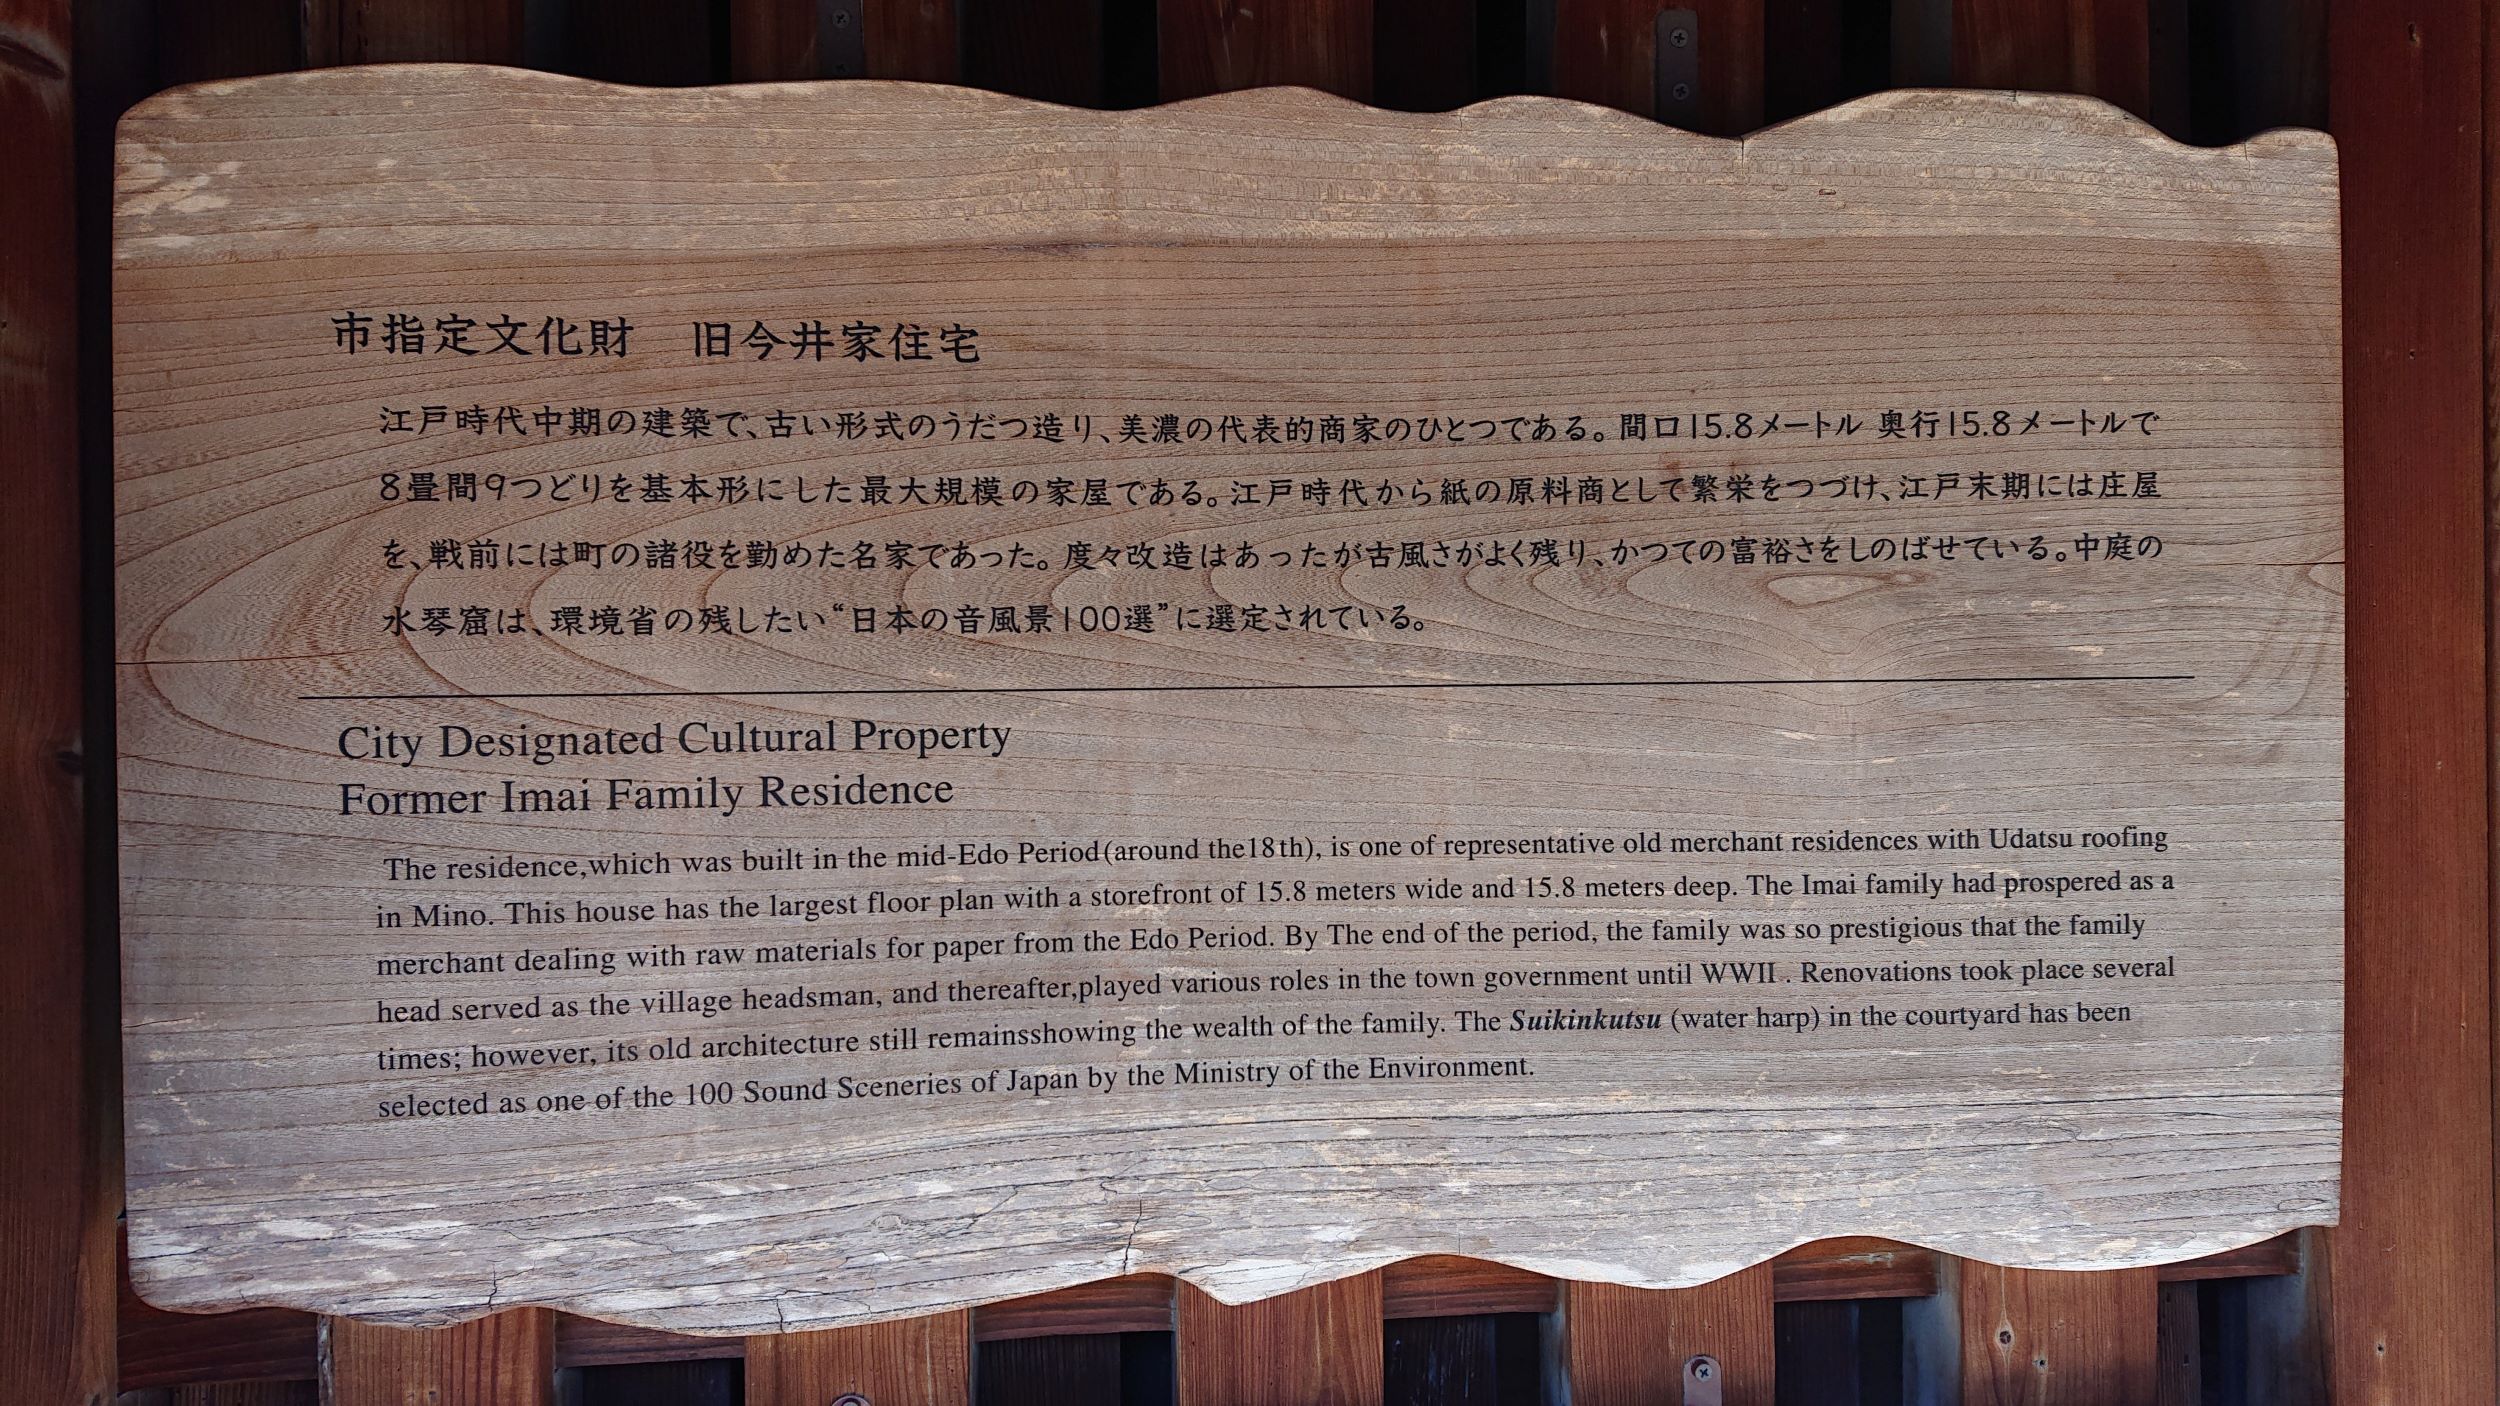 市指定文化財　旧今井家住宅
江戸時代中期の建築で、古い形式のうだつ造り、美濃の代表的商家のひとつである。間口15.8メートル 奥行15.8メートルで
8畳間9つどりを基本形にした最大規模の家屋である。江戸時代から紙の原料商として繁栄をつづけ、江戸末期には庄屋
を、戦前には町の諸役を勤めた名家であった。度々改造はあったが古風さがよく残り、かつての富裕さをしのばせている。中庭の
水琴窟は、環境省の残したい“日本の音風景100選”に選定されている。
City Designated Cultural Property
Former Imai Family Residence
The residence,which was built in the mid-Edo Period(around the18th), is one of representative old merchant residences with Udatsu roofing
in Mino. This house has the largest floor plan with a storefront of 15.8 meters wide and 15.8 meters deep. The Imai family had prospered as a
merchant dealing with raw materials for paper from the Edo Period. By The end of the period, the family was so prestigious that the family
head served as the village headsman, and thereafter,played various roles in the town government until WWII . Renovations took place several
times; however, its old architecture still remainsshowing the wealth of the family. The Suikinkutsu (water harp) in the courtyard has been
selected as one of the 100 Sound Sceneries of Japan by the Ministry of the Environment.